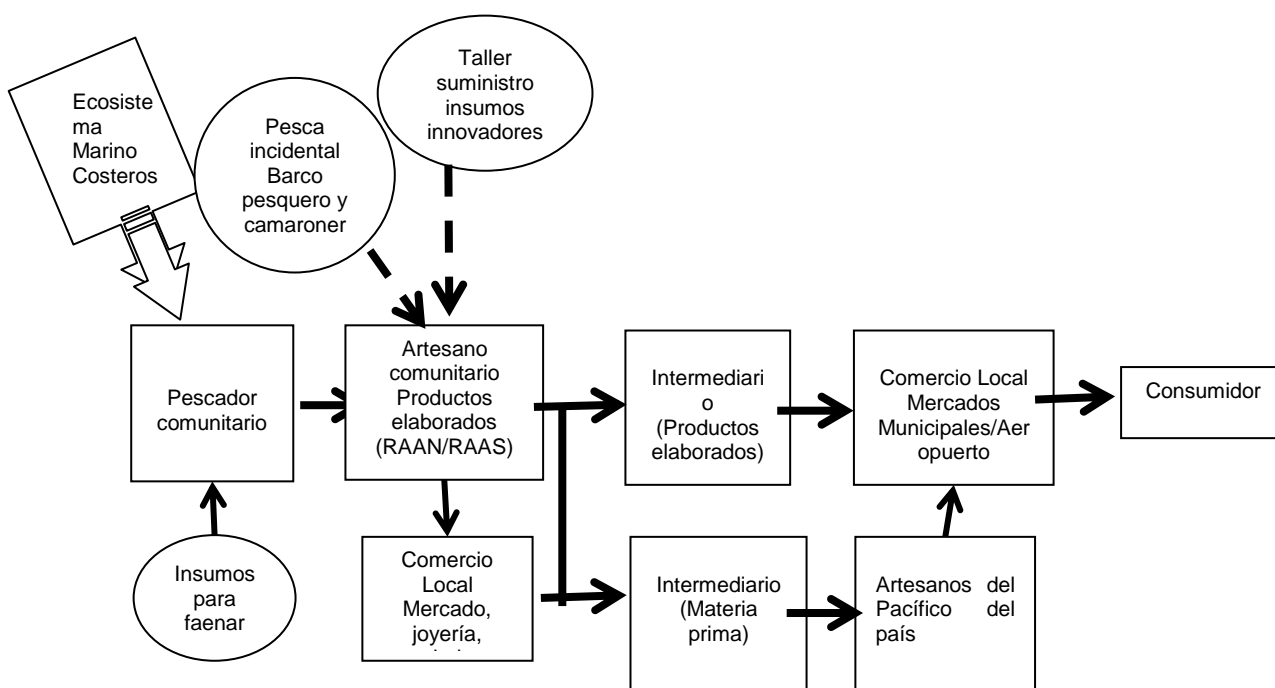 Ecosiste
ma
Marino
Costeros
Pesca
incidental
Barco
pesquero y
camaroner
Taller
suministro
insumos
innovadores
Pescador
comunitario
Artesano
comunitario
Productos
elaborados
(RAAN/RAAS)
Intermediari
o
(Productos
elaborados)
Comercio Local
Mercados
Municipales/Aer
opuerto
Consumidor
Insumos
para
faenar
Comercio
Local
Mercado,
joyería,
Intermediario
(Materia
prima)
Artesanos del
Pacífico del
país